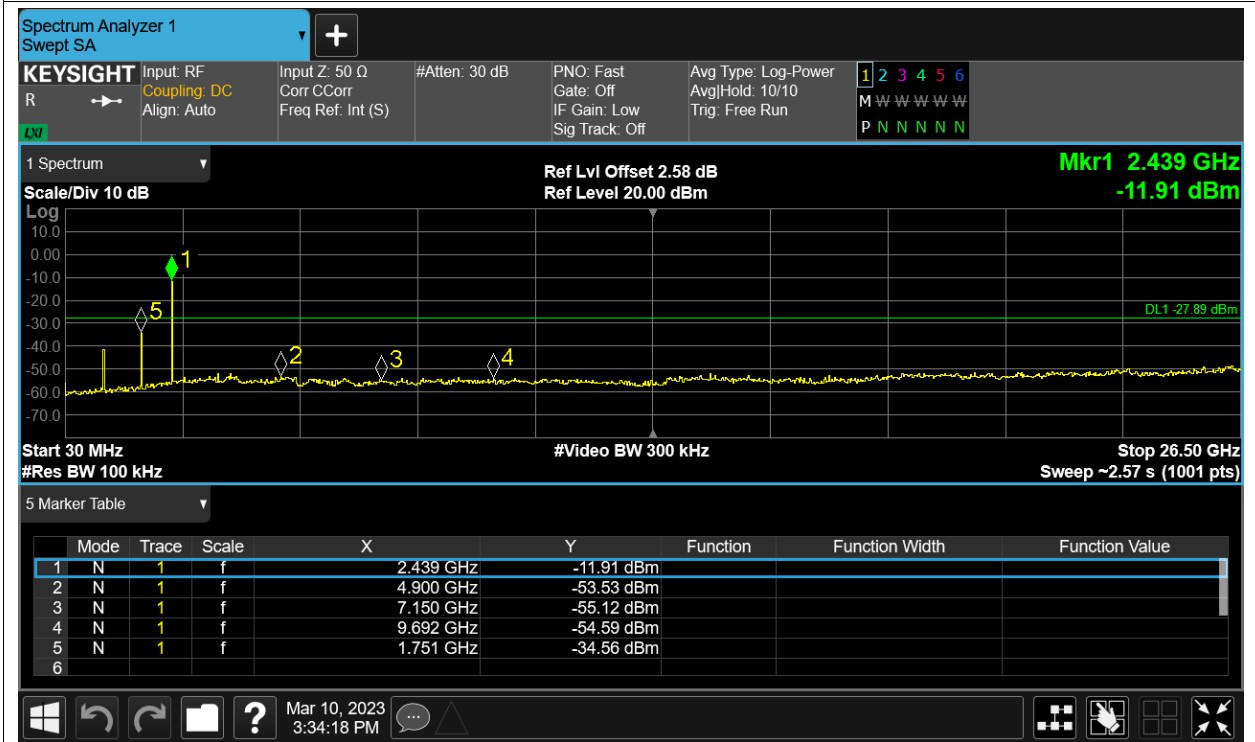 Spectrum Analyzer 1
Swept SA
KEYSIGHT
R
LXI
Input: RF
Coupling: DC
Align: Auto
Input Z: 50 Ω
Corr CCorr
Freq Ref: Int (S)
#Atten: 30 dB
PNO: Fast
Gate: Off
IF Gain: Low
Sig Track: Off
Avg Type: Log-Power
Avg|Hold: 10/10
Trig: Free Run
1 2 3 4 5 6
M W W W W W
P N N N N N
1 Spectrum
Scale/Div 10 dB
Ref Lvl Offset 2.58 dB
Ref Level 20.00 dBm
Mkr1 2.439 GHz
-11.91 dBm
Log
10.0
0.00
-10.0
-20.0
-30.0
-40.0
-50.0
-60.0
-70.0
1
5
2
3
4
DL1 -27.89 dBm
Start 30 MHz
#Video BW 300 kHz
Stop 26.50 GHz
#Res BW 100 kHz
Sweep ~2.57 s (1001 pts)
5 Marker Table
Mode Trace Scale X Y Function Function Width Function Value
1 N 1 f 2.439 GHz -11.91 dBm
2 N 1 f 4.900 GHz -53.53 dBm
3 N 1 f 7.150 GHz -55.12 dBm
4 N 1 f 9.692 GHz -54.59 dBm
5 N 1 f 1.751 GHz -34.56 dBm
6
?
Mar 10, 2023
3:34:18 PM